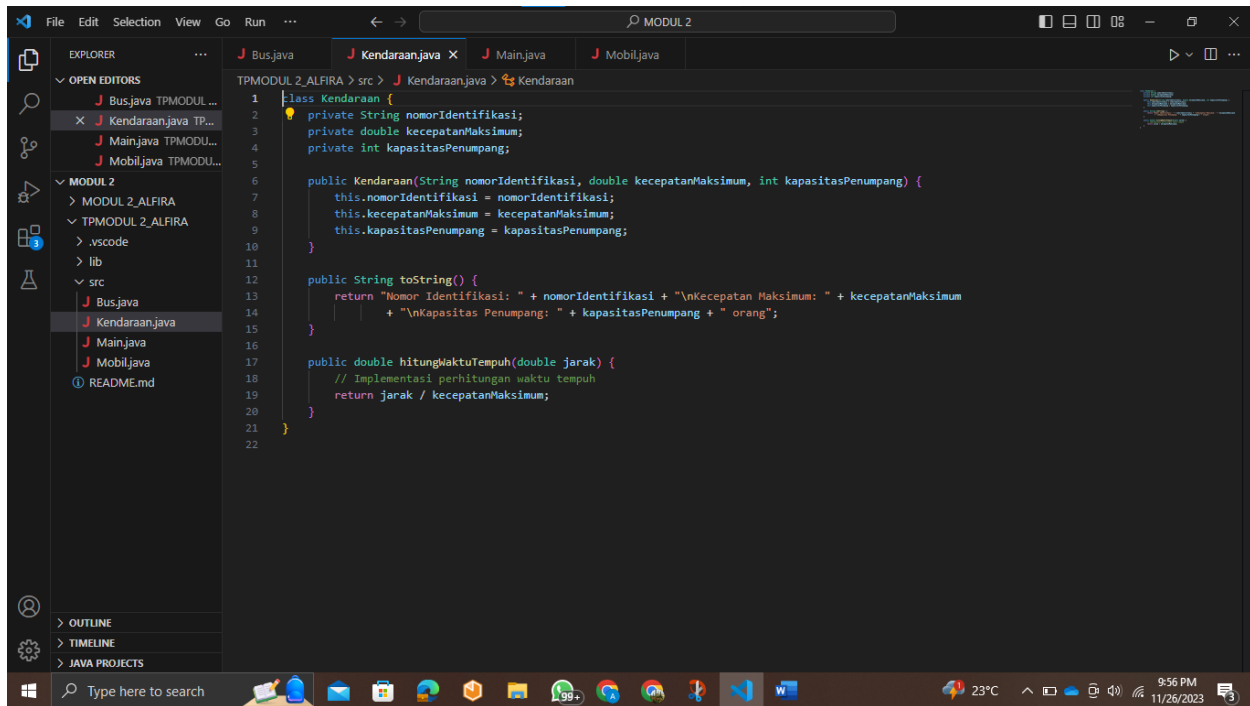 File Edit Selection View Go Run ··· MODUL 2
EXPLORER ···
OPEN EDITORS
Bus.java TPMODUL ...
Kendaraan.java TP...
Main.java TPMODU...
Mobil.java TPMODU...
MODUL 2
MODUL 2_ALFIRA
TPMODUL 2_ALFIRA
.vscode
lib
src
Bus.java
Kendaraan.java
Main.java
Mobil.java
README.md
OUTLINE
TIMELINE
JAVA PROJECTS
3
Bus.java Kendaraan.java Main.java Mobil.java
TPMODUL 2_ALFIRA > src > Kendaraan.java > Kendaraan
1 class Kendaraan {
2 private String nomorIdentifikasi;
3 private double kecepatanMaksimum;
4 private int kapasitasPenumpang;
5
6 public Kendaraan(String nomorIdentifikasi, double kecepatanMaksimum, int kapasitasPenumpang) {
7 this.nomorIdentifikasi = nomorIdentifikasi;
8 this.kecepatanMaksimum = kecepatanMaksimum;
9 this.kapasitasPenumpang = kapasitasPenumpang;
10 }
11
12 public String toString() {
13 return "Nomor Identifikasi: " + nomorIdentifikasi + "\nKecepatan Maksimum: " + kecepatanMaksimum
14 + "\nKapasitas Penumpang: " + kapasitasPenumpang + " orang";
15 }
16
17 public double hitungWaktuTempuh(double jarak) {
18 // Implementasi perhitungan waktu tempuh
19 return jarak / kecepatanMaksimum;
20 }
21 }
22
Type here to search 99+ 23°C 9:56 PM
11/26/2023 3